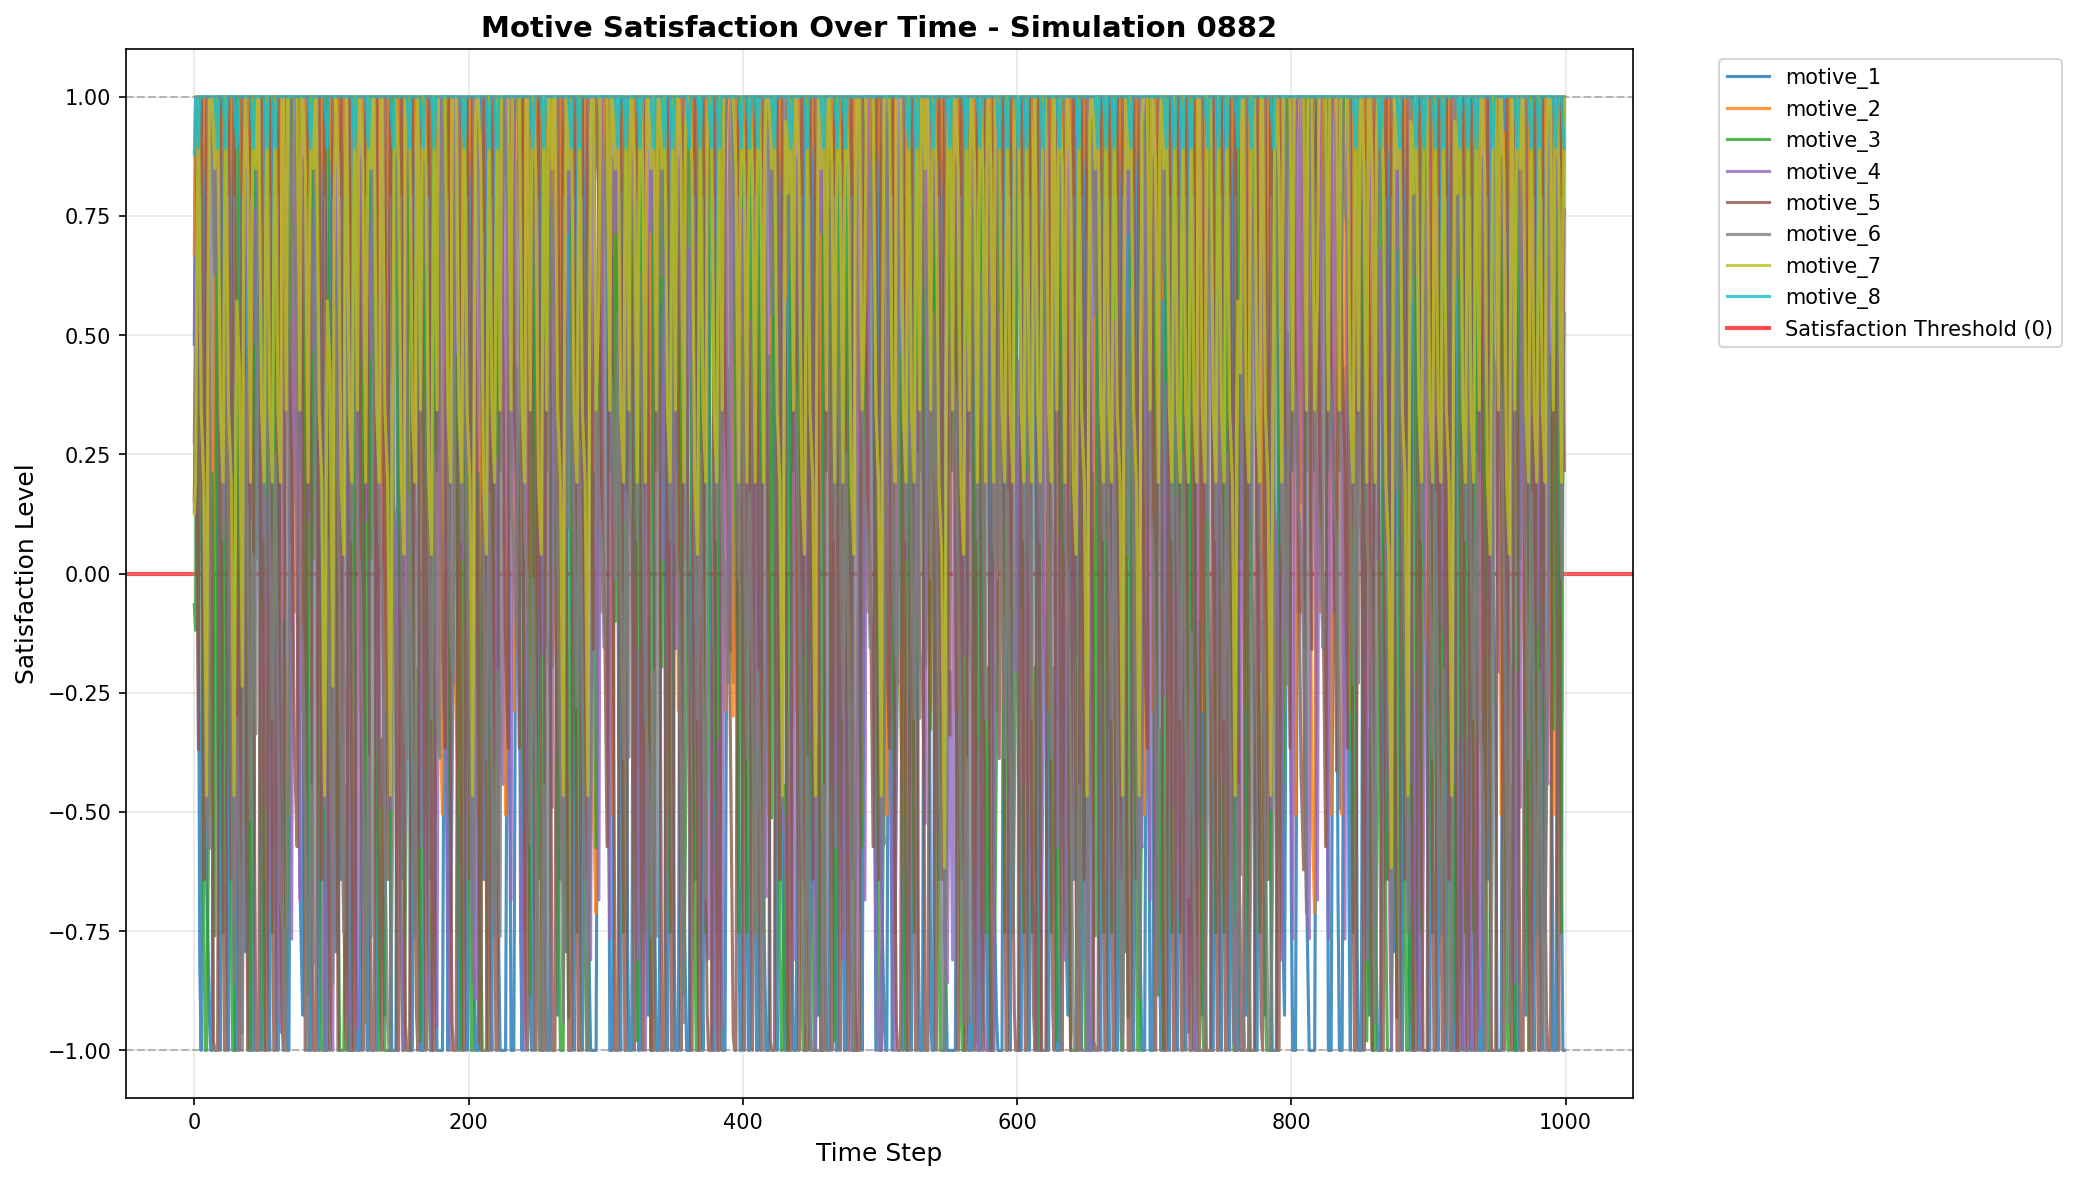 Motive Satisfaction Over Time - Simulation 0882
1.00
0.75
0.50
0.25
0.00
−0.25
−0.50
−0.75
−1.00
Satisfaction Level
0
200
400
600
800
1000
Time Step
motive_1
motive_2
motive_3
motive_4
motive_5
motive_6
motive_7
motive_8
Satisfaction Threshold (0)